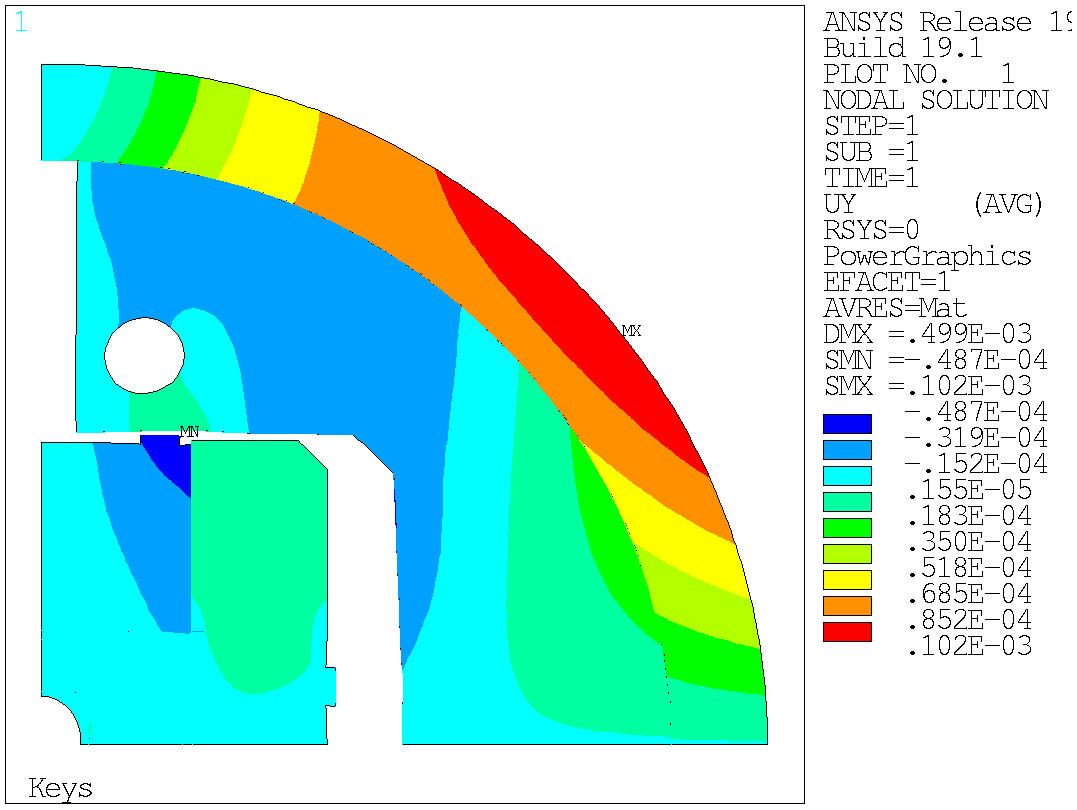 1
ANSYS Release 19
Build 19.1
PLOT NO. 1
NODAL SOLUTION
STEP=1
SUB =1
TIME=1
UY (AVG)
RSYS=0
PowerGraphics
EFACET=1
AVRES=Mat
DMX =.499E-03
SMN =-.487E-04
SMX =.102E-03
-.487E-04
-.319E-04
-.152E-04
.155E-05
.183E-04
.350E-04
.518E-04
.685E-04
.852E-04
.102E-03
MX
MN
Keys